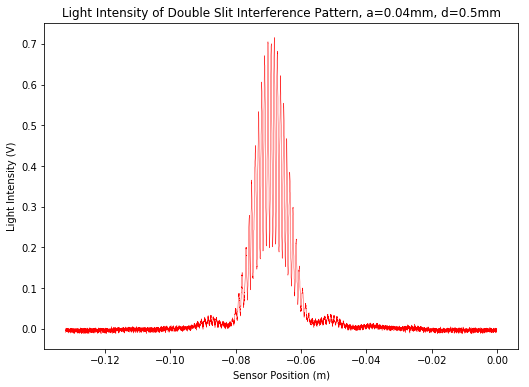 Light Intensity of Double Slit Interference Pattern, a=0.04mm, d=0.5mm
0.7
0.6
0.5
0.4
0.3
0.2
0.1
0.0
Light Intensity (V)
−0.12 −0.10 −0.08 −0.06 −0.04 −0.02 0.00
Sensor Position (m)